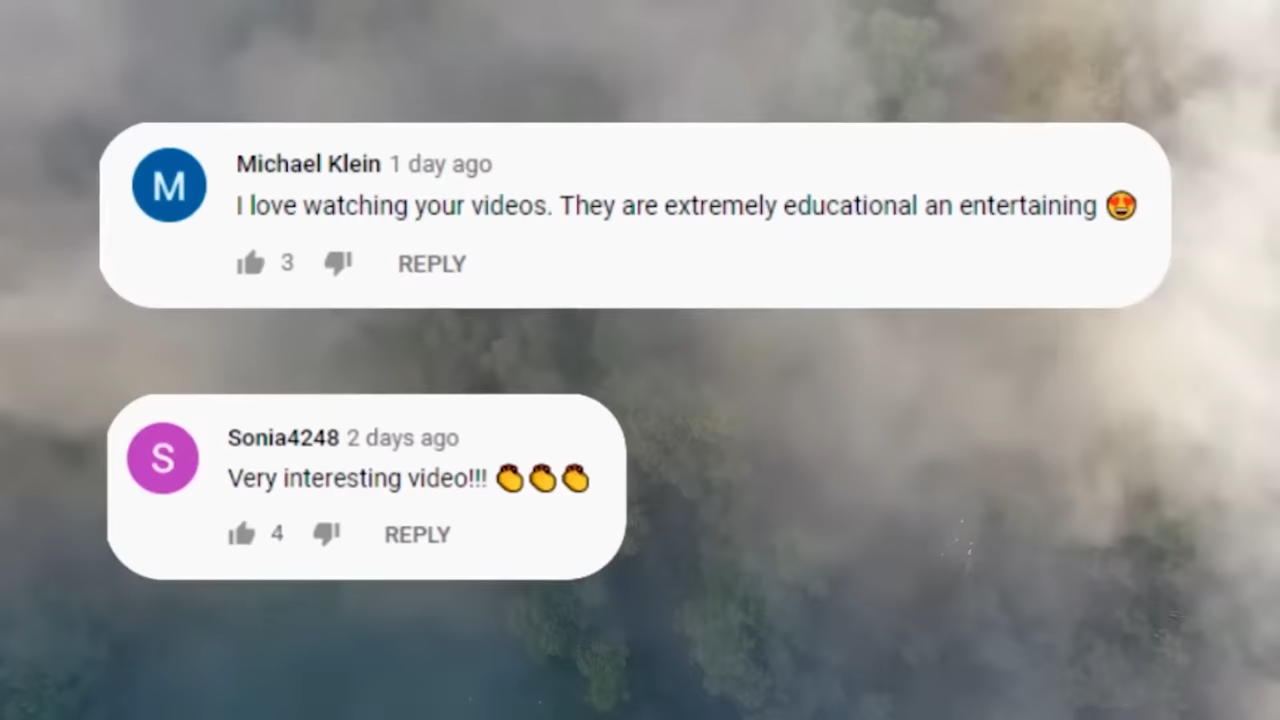 M
Michael Klein 1 day ago
I love watching your videos. They are extremely educational an entertaining 😍
3 REPLY
S
Sonia4248 2 days ago
Very interesting video!!! 👏👏👏
4 REPLY